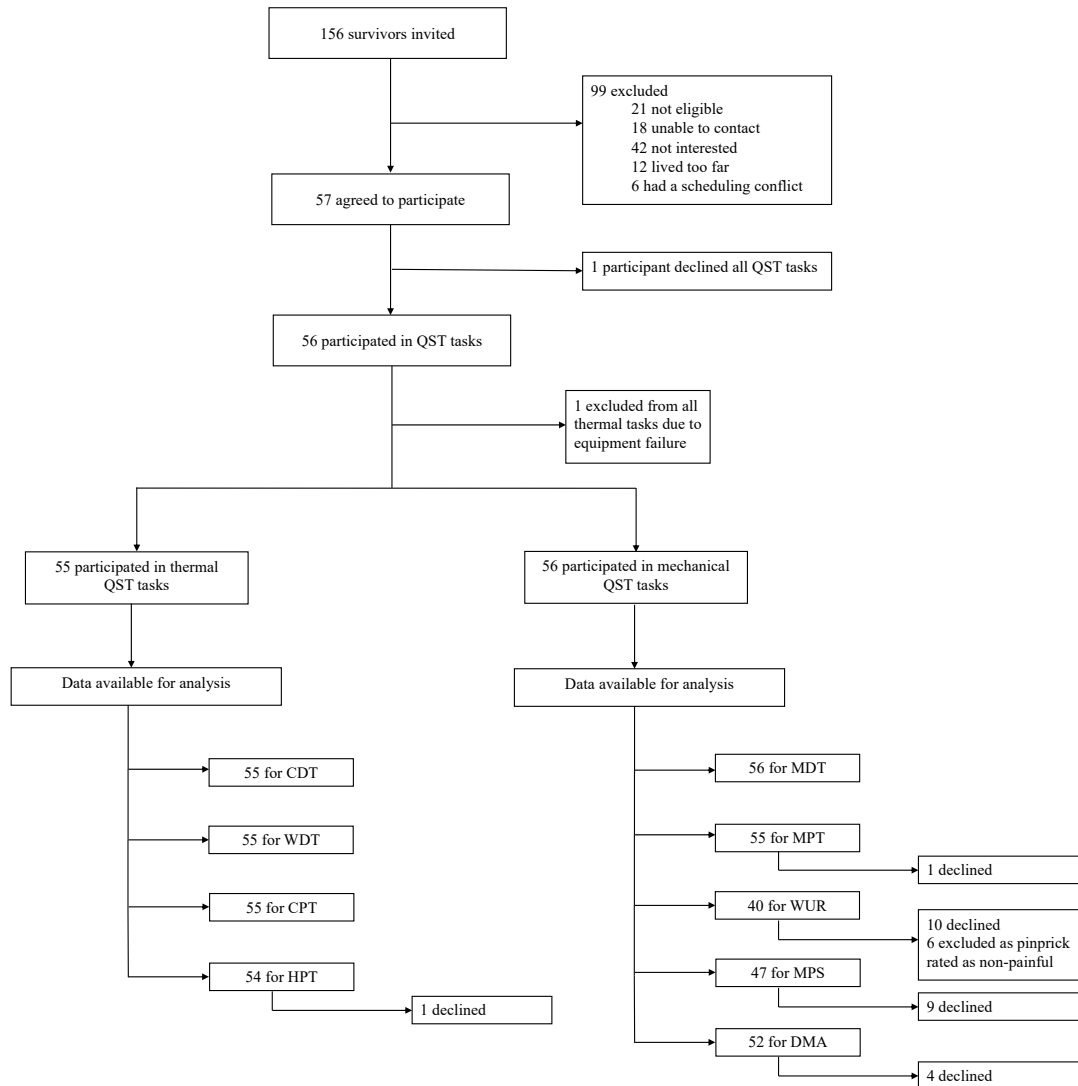 156 survivors invited
99 excluded
21 not eligible
18 unable to contact
42 not interested
12 lived too far
6 had a scheduling conflict
57 agreed to participate
1 participant declined all QST tasks
56 participated in QST tasks
1 excluded from all
thermal tasks due to
equipment failure
55 participated in thermal
QST tasks
56 participated in mechanical
QST tasks
Data available for analysis
Data available for analysis
55 for CDT
55 for WDT
55 for CPT
54 for HPT
1 declined
56 for MDT
55 for MPT
1 declined
40 for WUR
10 declined
6 excluded as pinprick
rated as non-painful
47 for MPS
9 declined
52 for DMA
4 declined